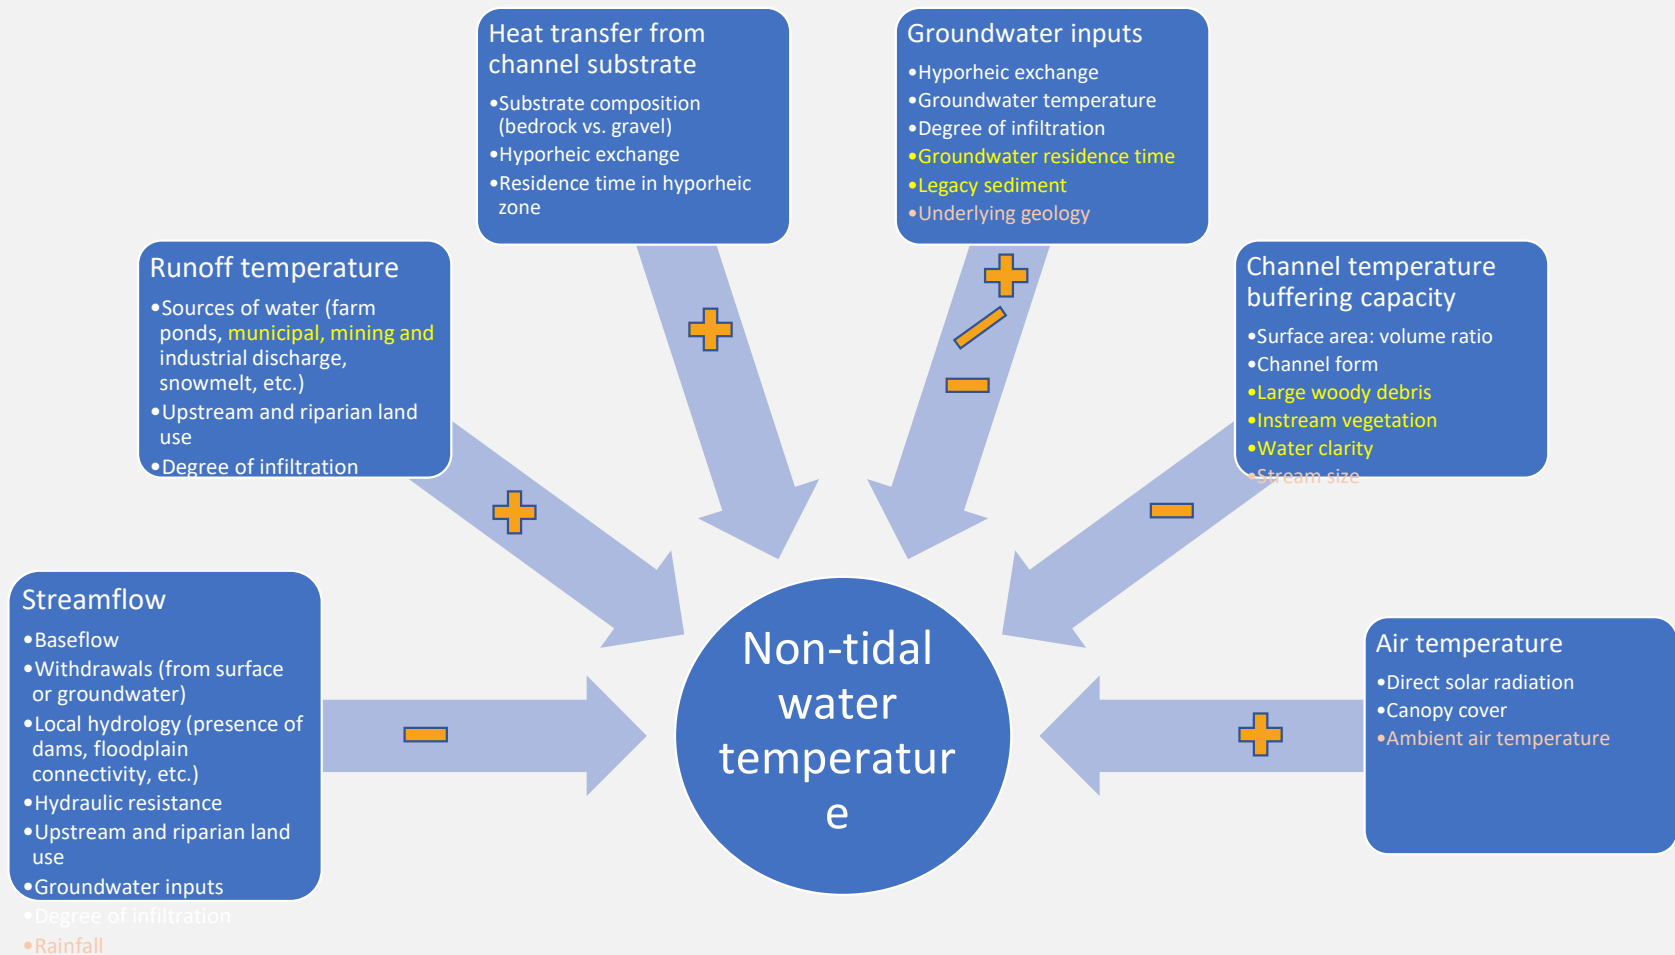 Heat transfer from
channel substrate
•Substrate composition
(bedrock vs. gravel)
•Hyporheic exchange
•Residence time in hyporheic
zone
Groundwater inputs
•Hyporheic exchange
•Groundwater temperature
•Degree of infiltration
•Groundwater residence time
•Legacy sediment
•Underlying geology
Runoff temperature
•Sources of water (farm
ponds, municipal, mining and
industrial discharge,
snowmelt, etc.)
•Upstream and riparian land
use
•Degree of infiltration
Channel temperature
buffering capacity
•Surface area: volume ratio
•Channel form
•Large woody debris
•Instream vegetation
•Water clarity
•Stream size
Streamflow
•Baseflow
•Withdrawals (from surface
or groundwater)
•Local hydrology (presence of
dams, floodplain
connectivity, etc.)
•Hydraulic resistance
•Upstream and riparian land
use
•Groundwater inputs
•Degree of infiltration
•Rainfall
Non-tidal
water
temperatur
e
Air temperature
•Direct solar radiation
•Canopy cover
•Ambient air temperature